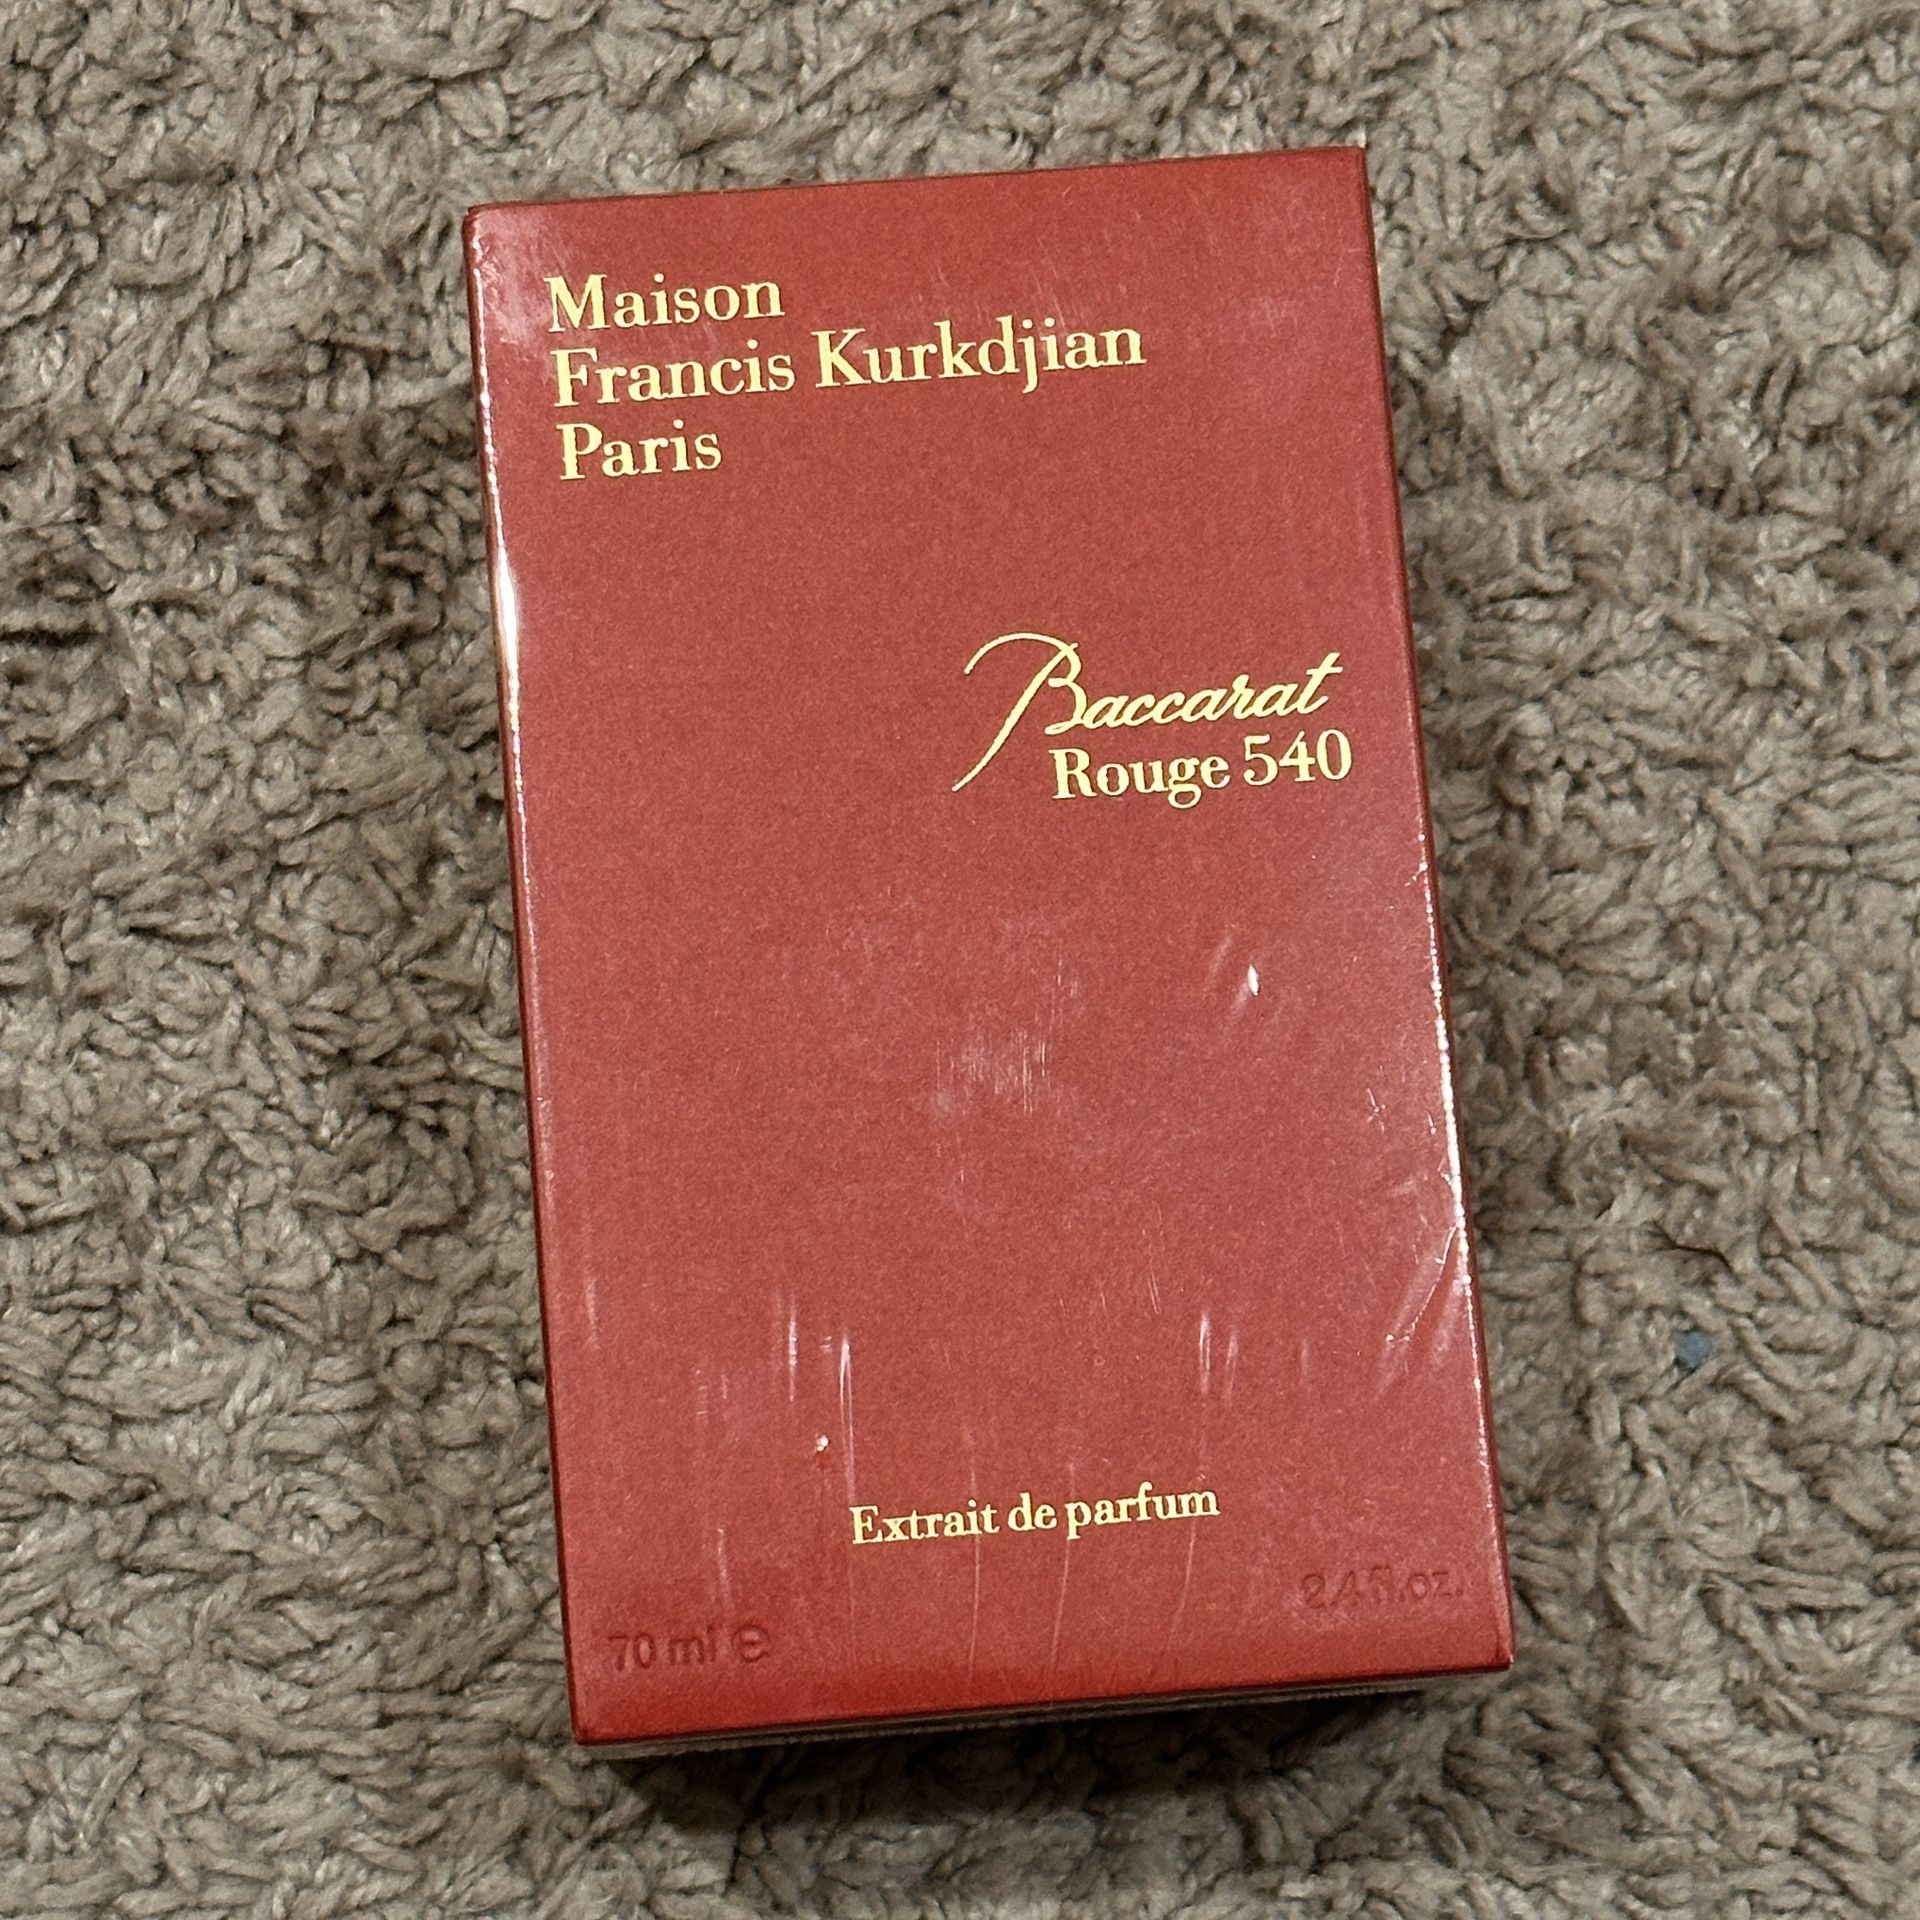 Maison
Francis Kurkdjian
Paris
Baccarat
Rouge 540
Extrait de parfum
70 ml ℮
2.4 fl.oz.